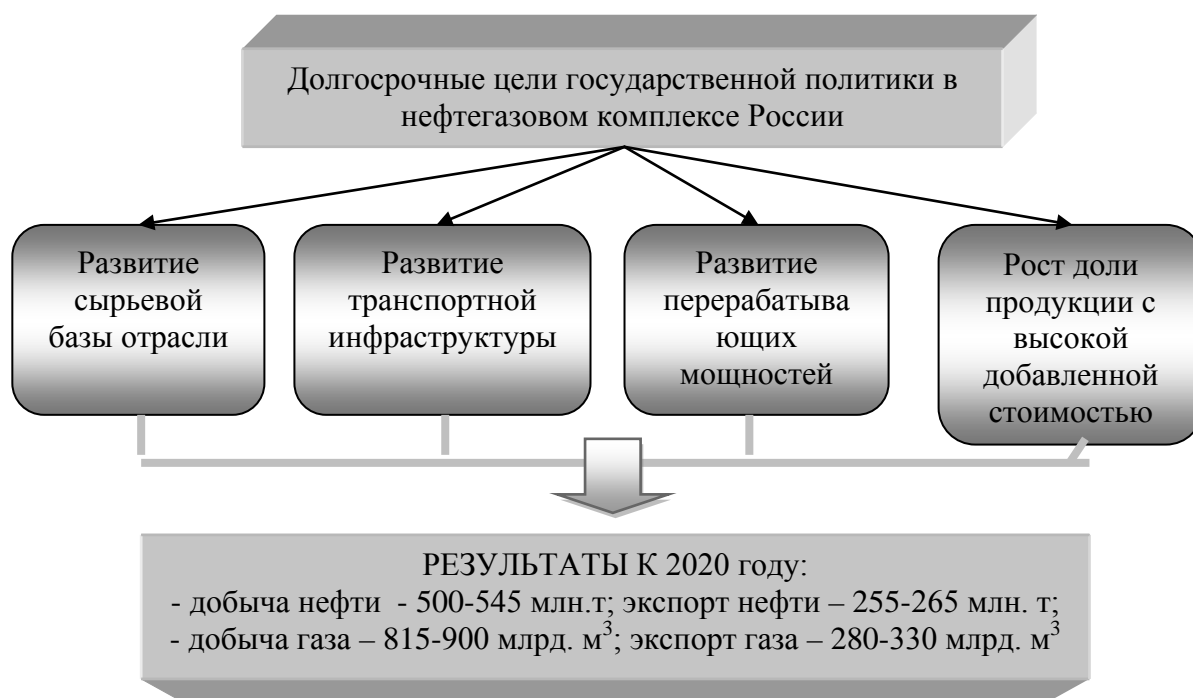 Долгосрочные цели государственной политики в
нефтегазовом комплексе России
Развитие
сырьевой
базы отрасли
Развитие
транспортной
инфраструктуры
Развитие
перерабатыва
ющих
мощностей
Рост доли
продукции с
высокой
добавленной
стоимостью
РЕЗУЛЬТАТЫ К 2020 году:
- добыча нефти - 500-545 млн.т; экспорт нефти – 255-265 млн. т;
- добыча газа – 815-900 млрд. м³; экспорт газа – 280-330 млрд. м³